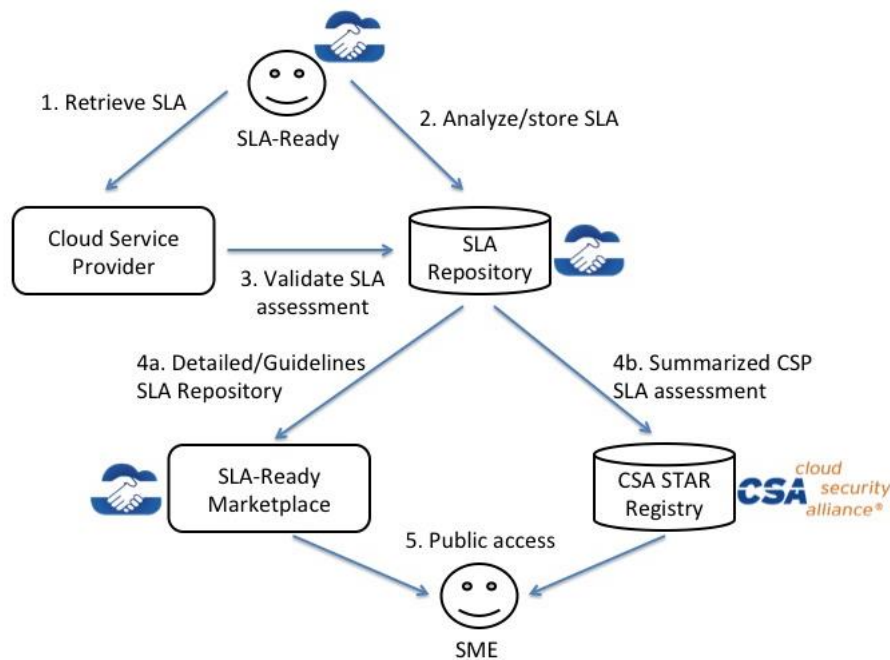 1. Retrieve SLA
SLA-Ready
2. Analyze/store SLA
Cloud Service
Provider
3. Validate SLA
assessment
SLA
Repository
4a. Detailed/Guidelines
SLA Repository
4b. Summarized CSP
SLA assessment
SLA-Ready
Marketplace
CSA STAR
Registry
CSA cloud
security
alliance®
5. Public access
SME